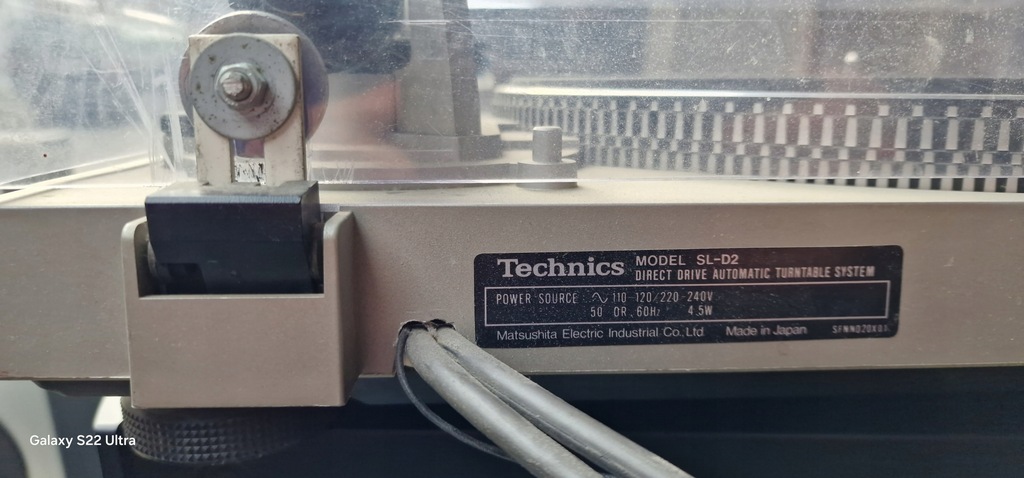 Technics MODEL SL-D2
DIRECT DRIVE AUTOMATIC TURNTABLE SYSTEM
POWER SOURCE ∿ 110-120/220-240V
50 OR 60Hz 4.5W
Matsushita Electric Industrial Co., Ltd. Made in Japan SFNND20X01
Galaxy S22 Ultra